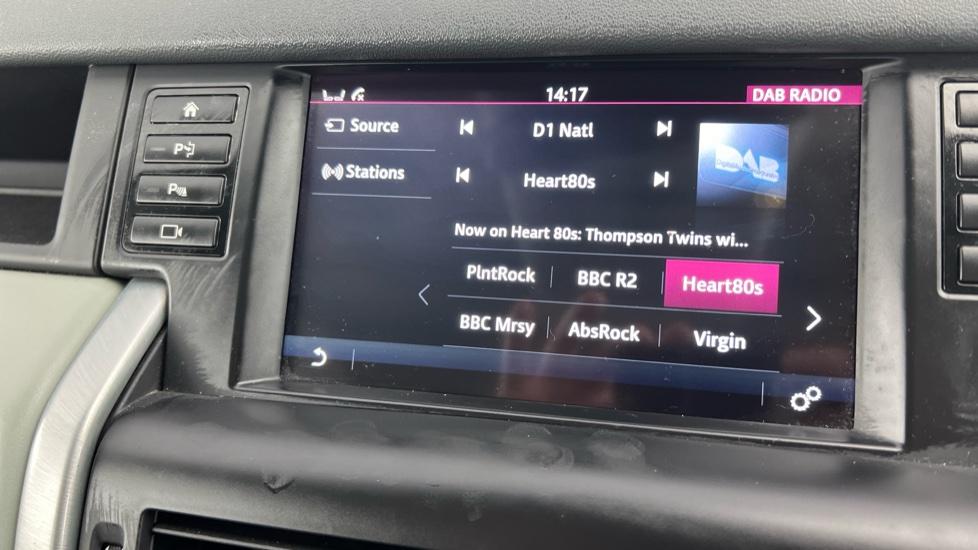 14:17 DAB RADIO
Source D1 Natl
Stations Heart80s
DAB
Now on Heart 80s: Thompson Twins wi...
PlntRock BBC R2 Heart80s
BBC Mrsy AbsRock Virgin
P
P